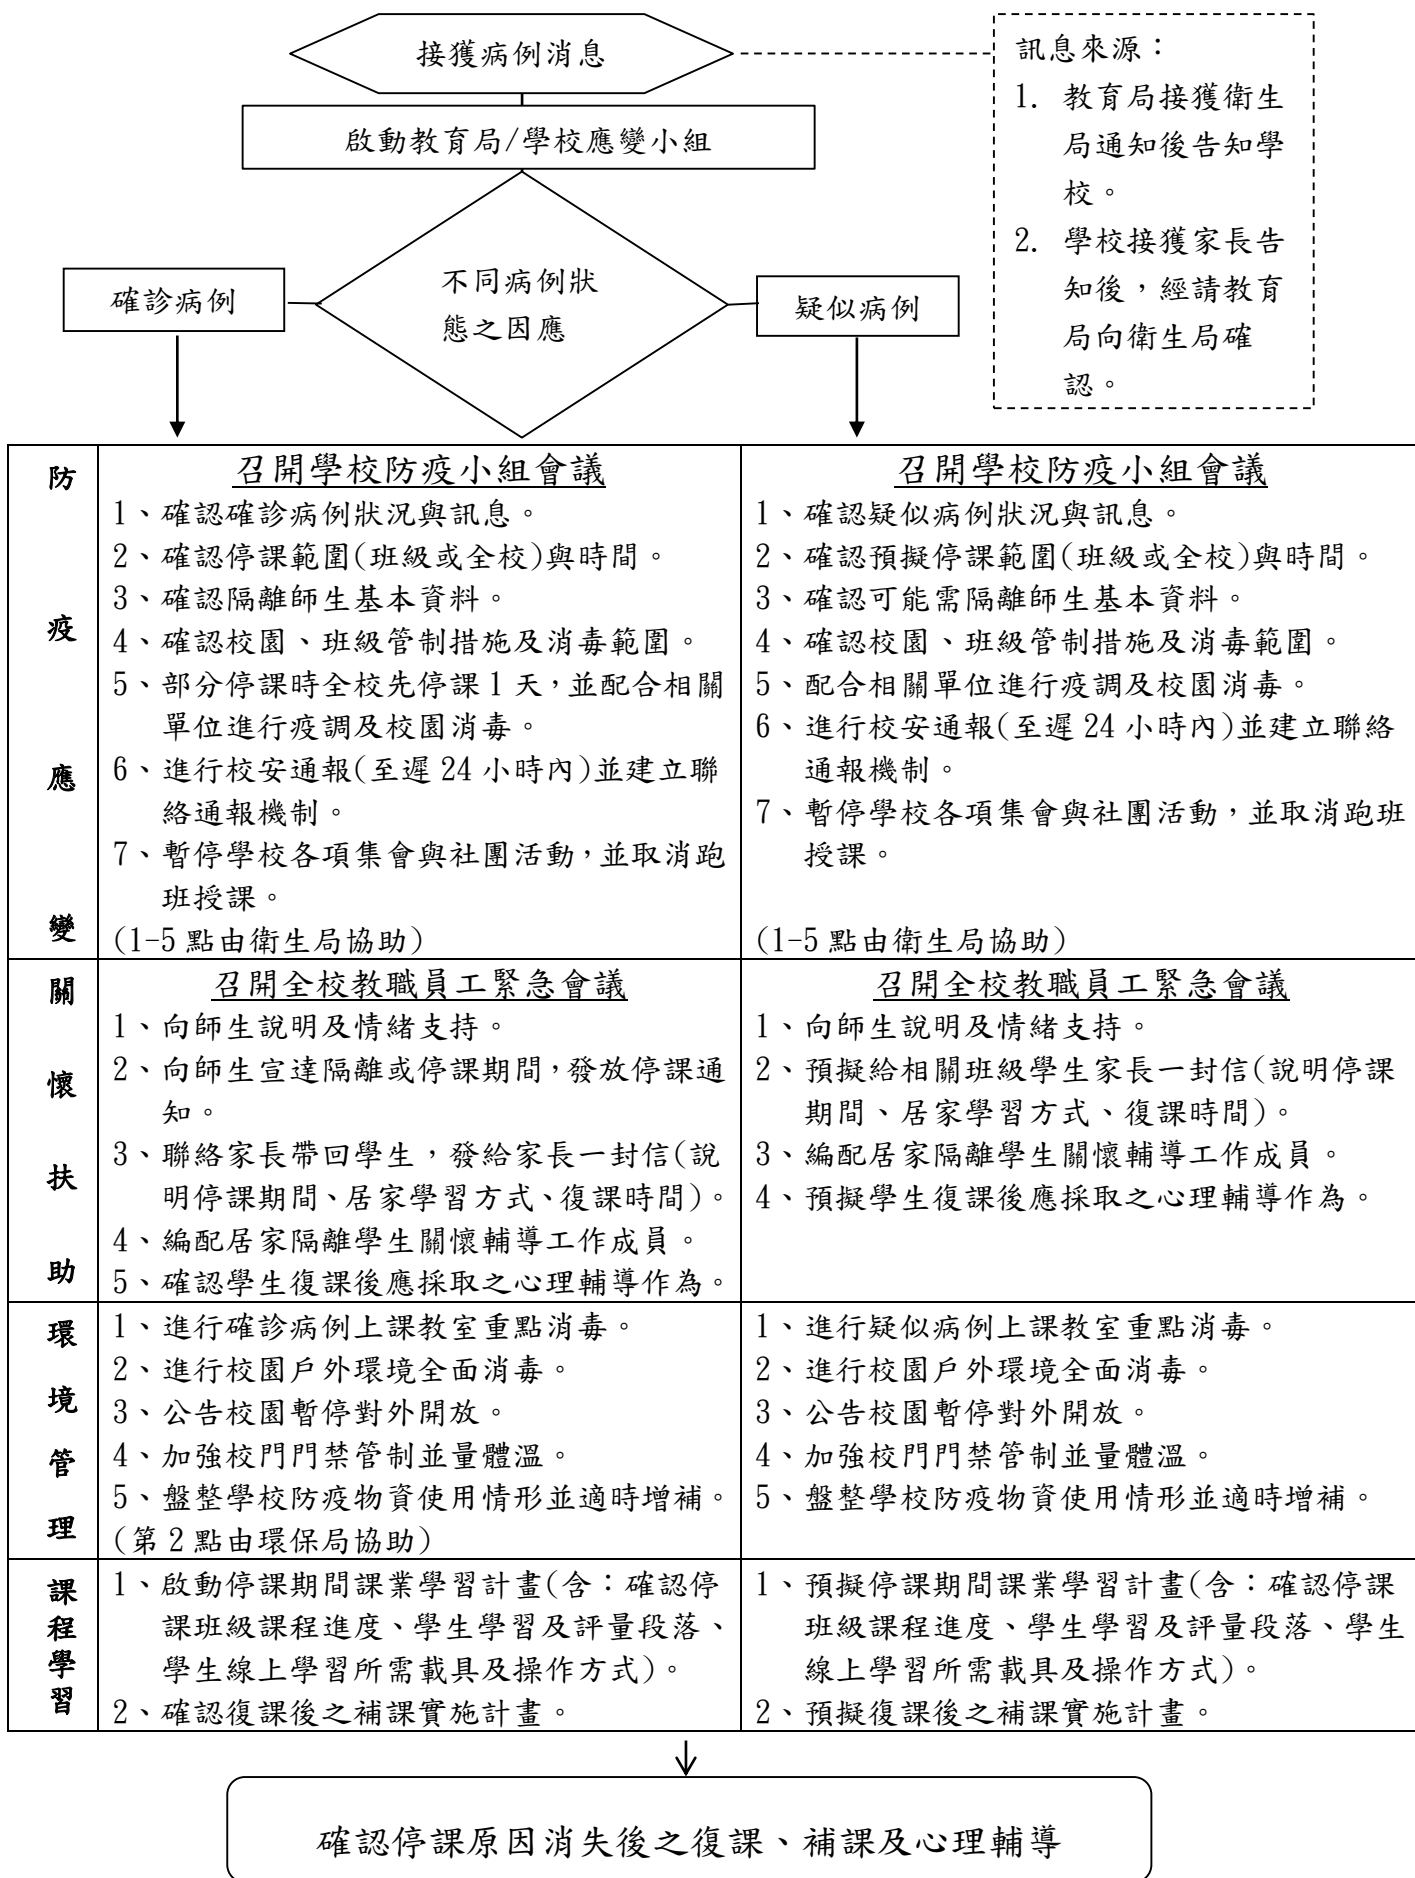 接獲病例消息
訊息來源：
1. 教育局接獲衛生
局通知後告知學
校。
2. 學校接獲家長告
知後，經請教育
局向衛生局確
認。
啟動教育局/學校應變小組
不同病例狀
態之因應
確診病例
疑似病例
防
疫
應
變
召開學校防疫小組會議
1、確認確診病例狀況與訊息。
2、確認停課範圍(班級或全校)與時間。
3、確認隔離師生基本資料。
4、確認校園、班級管制措施及消毒範圍。
5、部分停課時全校先停課1天，並配合相關
單位進行疫調及校園消毒。
6、進行校安通報(至遲24小時內)並建立聯
絡通報機制。
7、暫停學校各項集會與社團活動，並取消跑
班授課。
(1-5點由衛生局協助)
召開學校防疫小組會議
1、確認疑似病例狀況與訊息。
2、確認預擬停課範圍(班級或全校)與時間。
3、確認可能需隔離師生基本資料。
4、確認校園、班級管制措施及消毒範圍。
5、配合相關單位進行疫調及校園消毒。
6、進行校安通報(至遲24小時內)並建立聯絡
通報機制。
7、暫停學校各項集會與社團活動，並取消跑班
授課。
(1-5點由衛生局協助)
關
懷
扶
助
召開全校教職員工緊急會議
1、向師生說明及情緒支持。
2、向師生宣達隔離或停課期間，發放停課通
知。
3、聯絡家長帶回學生，發給家長一封信(說
明停課期間、居家學習方式、復課時間)。
4、編配居家隔離學生關懷輔導工作成員。
5、確認學生復課後應採取之心理輔導作為。
召開全校教職員工緊急會議
1、向師生說明及情緒支持。
2、預擬給相關班級學生家長一封信(說明停課
期間、居家學習方式、復課時間)。
3、編配居家隔離學生關懷輔導工作成員。
4、預擬學生復課後應採取之心理輔導作為。
環
境
管
理
1、進行確診病例上課教室重點消毒。
2、進行校園戶外環境全面消毒。
3、公告校園暫停對外開放。
4、加強校門門禁管制並量體溫。
5、盤整學校防疫物資使用情形並適時增補。
(第2點由環保局協助)
1、進行疑似病例上課教室重點消毒。
2、進行校園戶外環境全面消毒。
3、公告校園暫停對外開放。
4、加強校門門禁管制並量體溫。
5、盤整學校防疫物資使用情形並適時增補。
課
程
學
習
1、啟動停課期間課業學習計畫(含：確認停
課班級課程進度、學生學習及評量段落、
學生線上學習所需載具及操作方式)。
2、確認復課後之補課實施計畫。
1、預擬停課期間課業學習計畫(含：確認停課
班級課程進度、學生學習及評量段落、學生
線上學習所需載具及操作方式)。
2、預擬復課後之補課實施計畫。
確認停課原因消失後之復課、補課及心理輔導